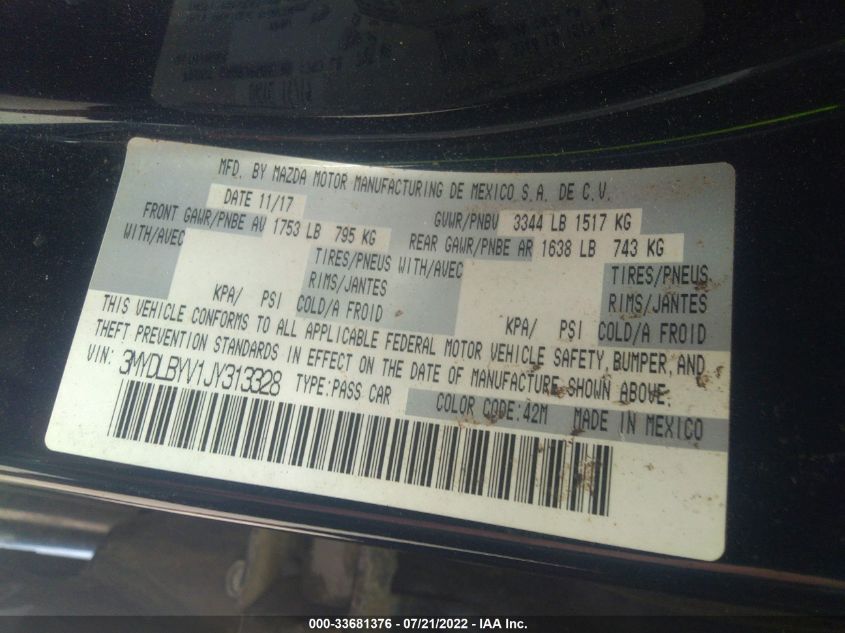 MFD. BY MAZDA MOTOR MANUFACTURING DE MEXICO S.A. DE C.V.
DATE 11/17 GVWR/PNBV 3344 LB 1517 KG
FRONT GAWR/PNBE AV 1753 LB 795 KG REAR GAWR/PNBE AR 1638 LB 743 KG
WITH/AVEC TIRES/PNEUS WITH/AVEC TIRES/PNEUS
RIMS/JANTES RIMS/JANTES
KPA/ PSI COLD/A FROID KPA/ PSI COLD/A FROID
THIS VEHICLE CONFORMS TO ALL APPLICABLE FEDERAL MOTOR VEHICLE SAFETY BUMPER, AND
THEFT PREVENTION STANDARDS IN EFFECT ON THE DATE OF MANUFACTURE SHOWN ABOVE.
VIN: 3MYDLBYV1JY313328 TYPE:PASS CAR
COLOR CODE:42M MADE IN MEXICO
000-33681376 - 07/21/2022 - IAA Inc.